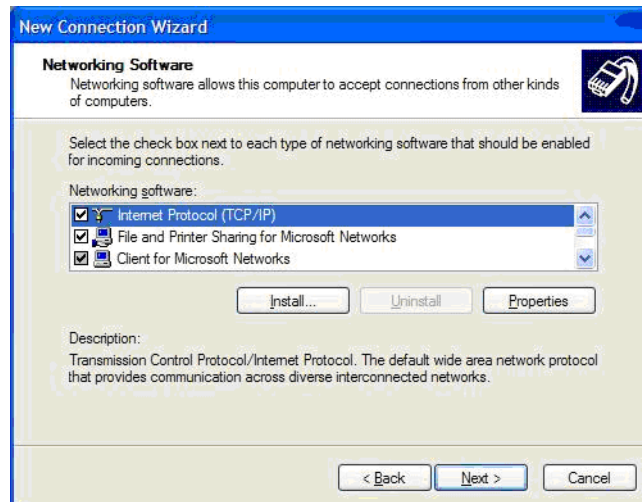 New Connection Wizard
Networking Software
Networking software allows this computer to accept connections from other kinds
of computers.
Select the check box next to each type of networking software that should be enabled
for incoming connections.
Networking software:
Internet Protocol (TCP/IP)
File and Printer Sharing for Microsoft Networks
Client for Microsoft Networks
Install...
Uninstall
Properties
Description:
Transmission Control Protocol/Internet Protocol. The default wide area network protocol
that provides communication across diverse interconnected networks.
< Back
Next >
Cancel